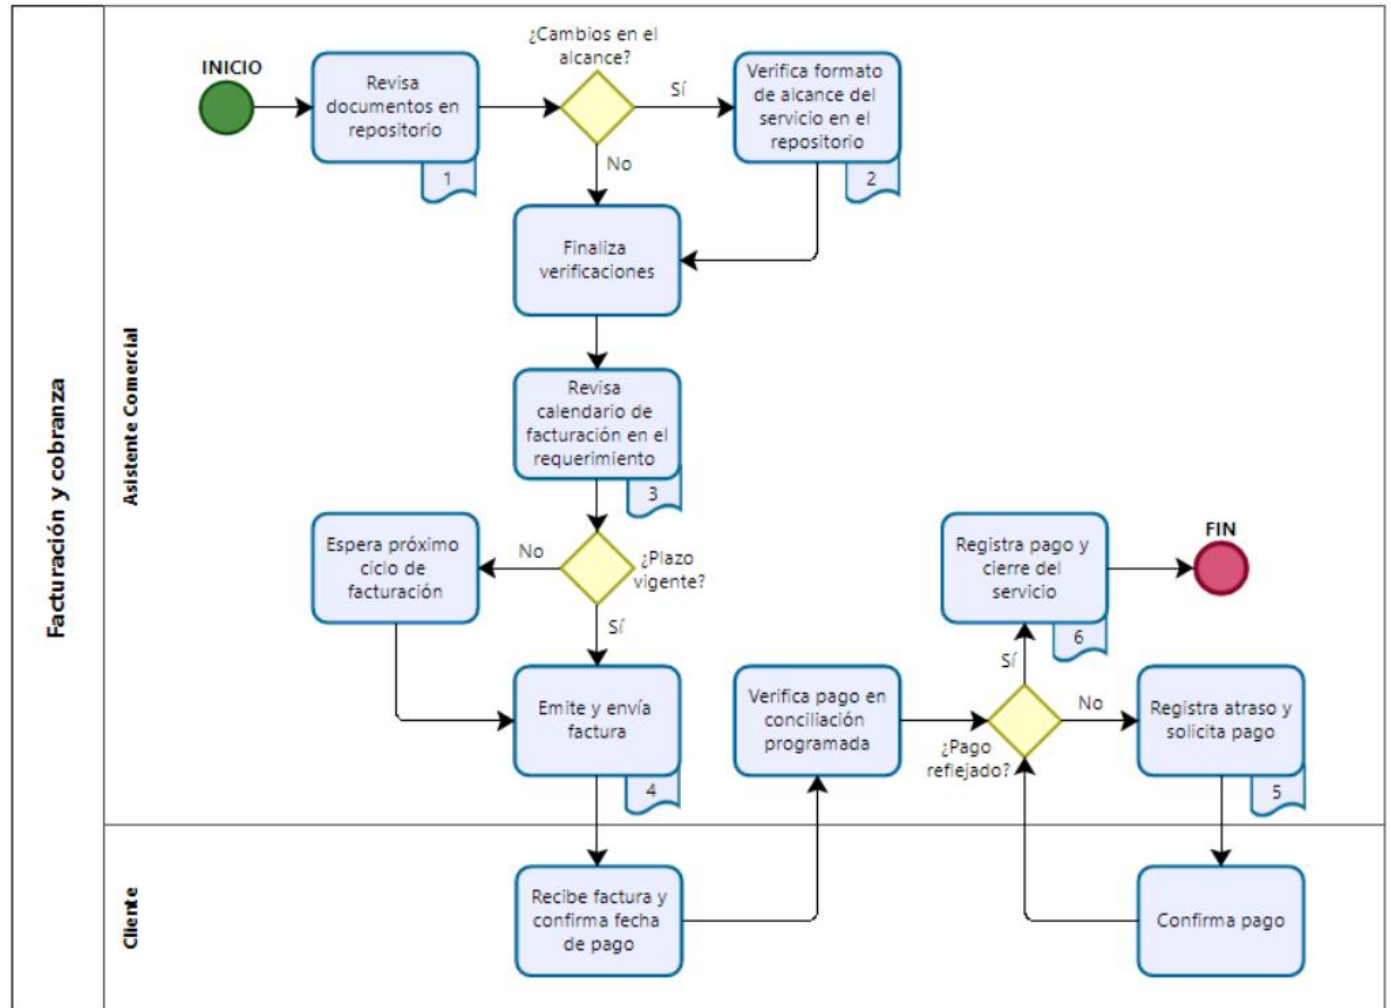 Facturación y cobranza
Asistente Comercial
INICIO
Revisa
documentos en
repositorio
1
¿Cambios en el
alcance?
Sí
No
Verifica formato
de alcance del
servicio en el
repositorio
2
Finaliza
verificaciones
Revisa
calendario de
facturación en el
requerimiento
3
¿Plazo
vigente?
No
Sí
Espera próximo
ciclo de
facturación
Emite y envía
factura
4
Verifica pago en
conciliación
programada
¿Pago
reflejado?
Sí
No
Registra pago y
cierre del
servicio
6
FIN
Registra atraso y
solicita pago
5
Cliente
Recibe factura y
confirma fecha
de pago
Confirma pago